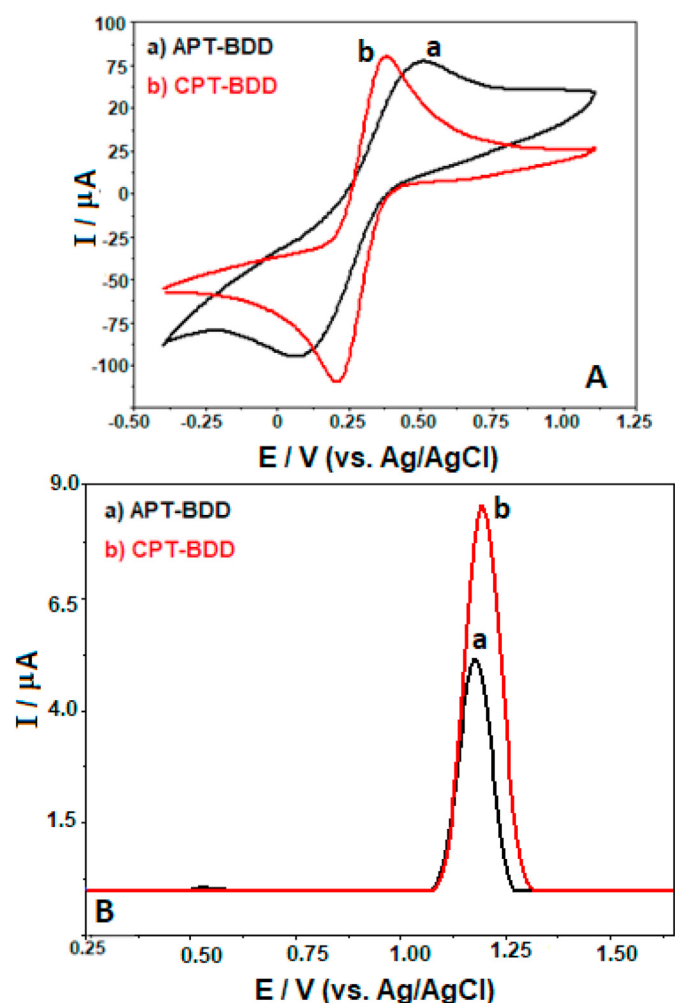 100
a) APT-BDD
b
a
75
b) CPT-BDD
20
25
I / µA
0
-25
-50
-75
-100
A
-0.50
-0.25
0
0.25
0.50
0.75
1.00
1.25
E / V (vs. Ag/AgCl)
9.0
a) APT-BDD
b
b) CPT-BDD
6.5
a
I / µA
4.0
1.5
B
0.25
0.50
1.00
1.25
1.50
E / V (vs. Ag/AgCl)